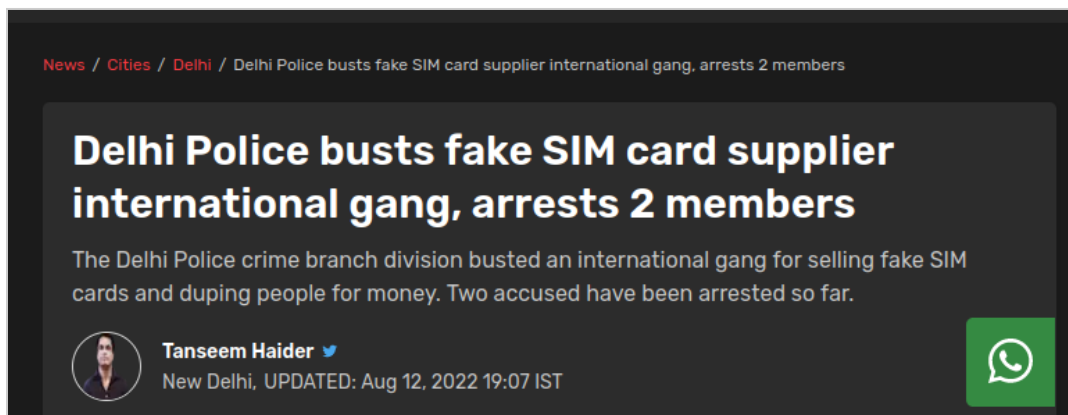 News / Cities / Delhi / Delhi Police busts fake SIM card supplier international gang, arrests 2 members
Delhi Police busts fake SIM card supplier
international gang, arrests 2 members
The Delhi Police crime branch division busted an international gang for selling fake SIM
cards and duping people for money. Two accused have been arrested so far.
Tanseem Haider
New Delhi, UPDATED: Aug 12, 2022 19:07 IST